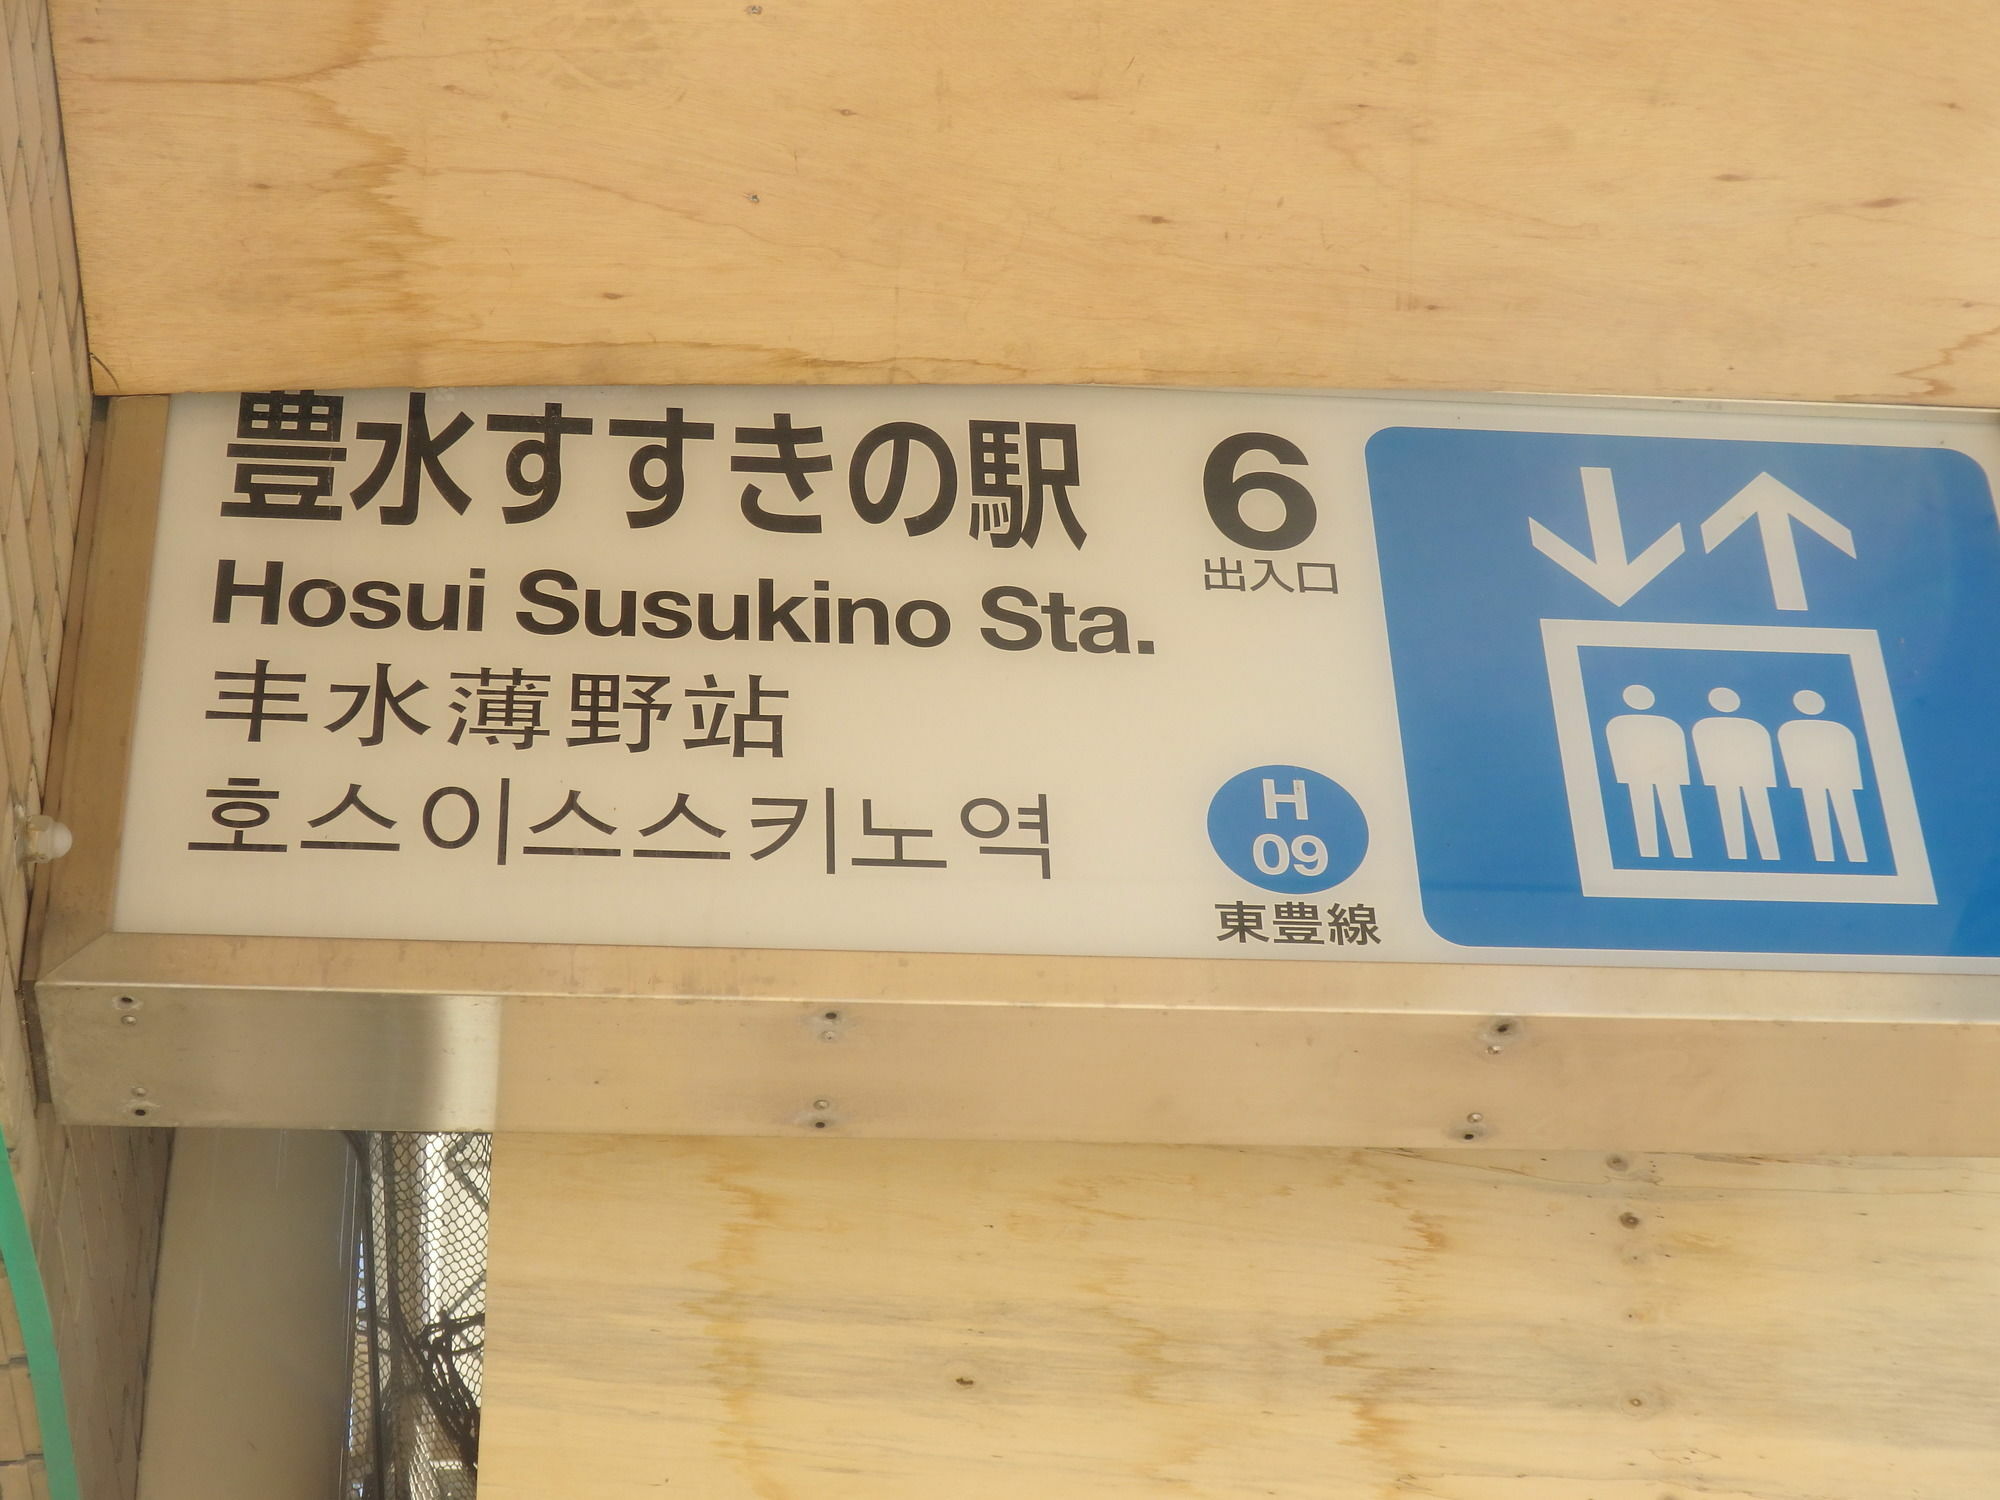 豊水すすきの駅
Hosui Susukino Sta.
丰水薄野站
호스이스스키노역
6
出入口
H
09
東豊線